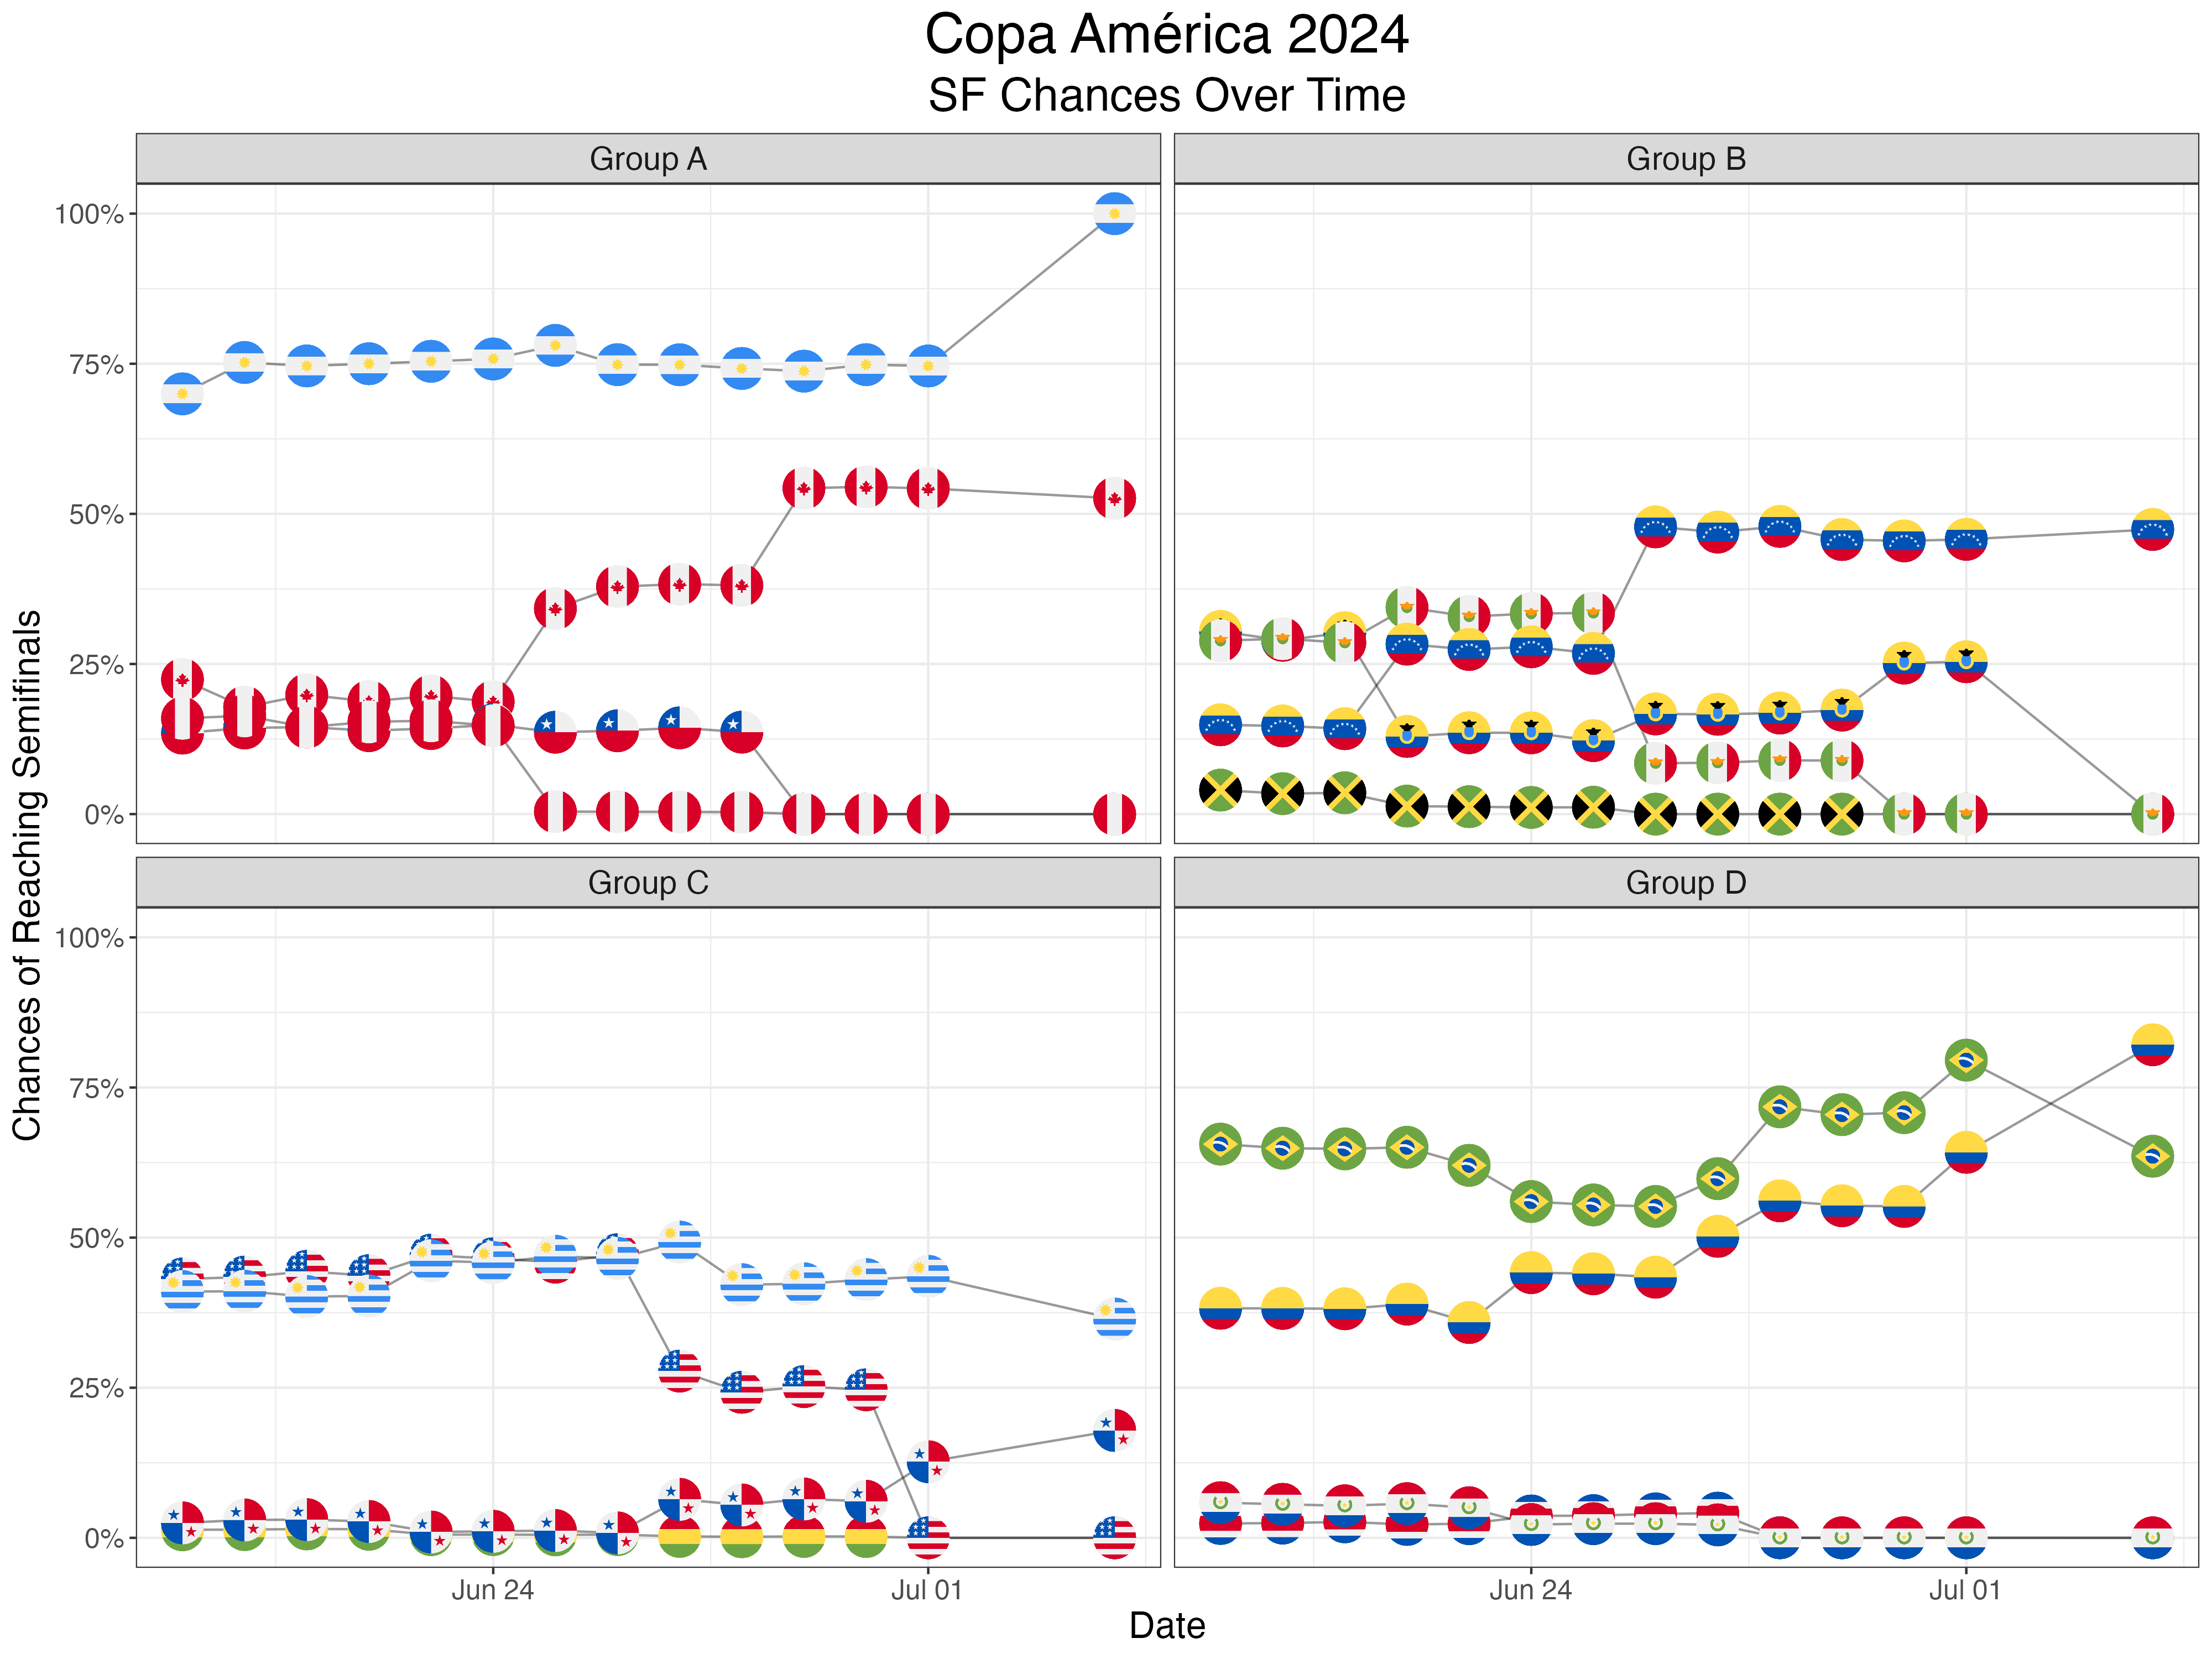 Copa América 2024
SF Chances Over Time
Group A
Group B
100%
75%
50%
25%
0%
Group C
Group D
100%
75%
50%
25%
0%
Chances of Reaching Semifinals
Jun 24
Jul 01
Jun 24
Jul 01
Date